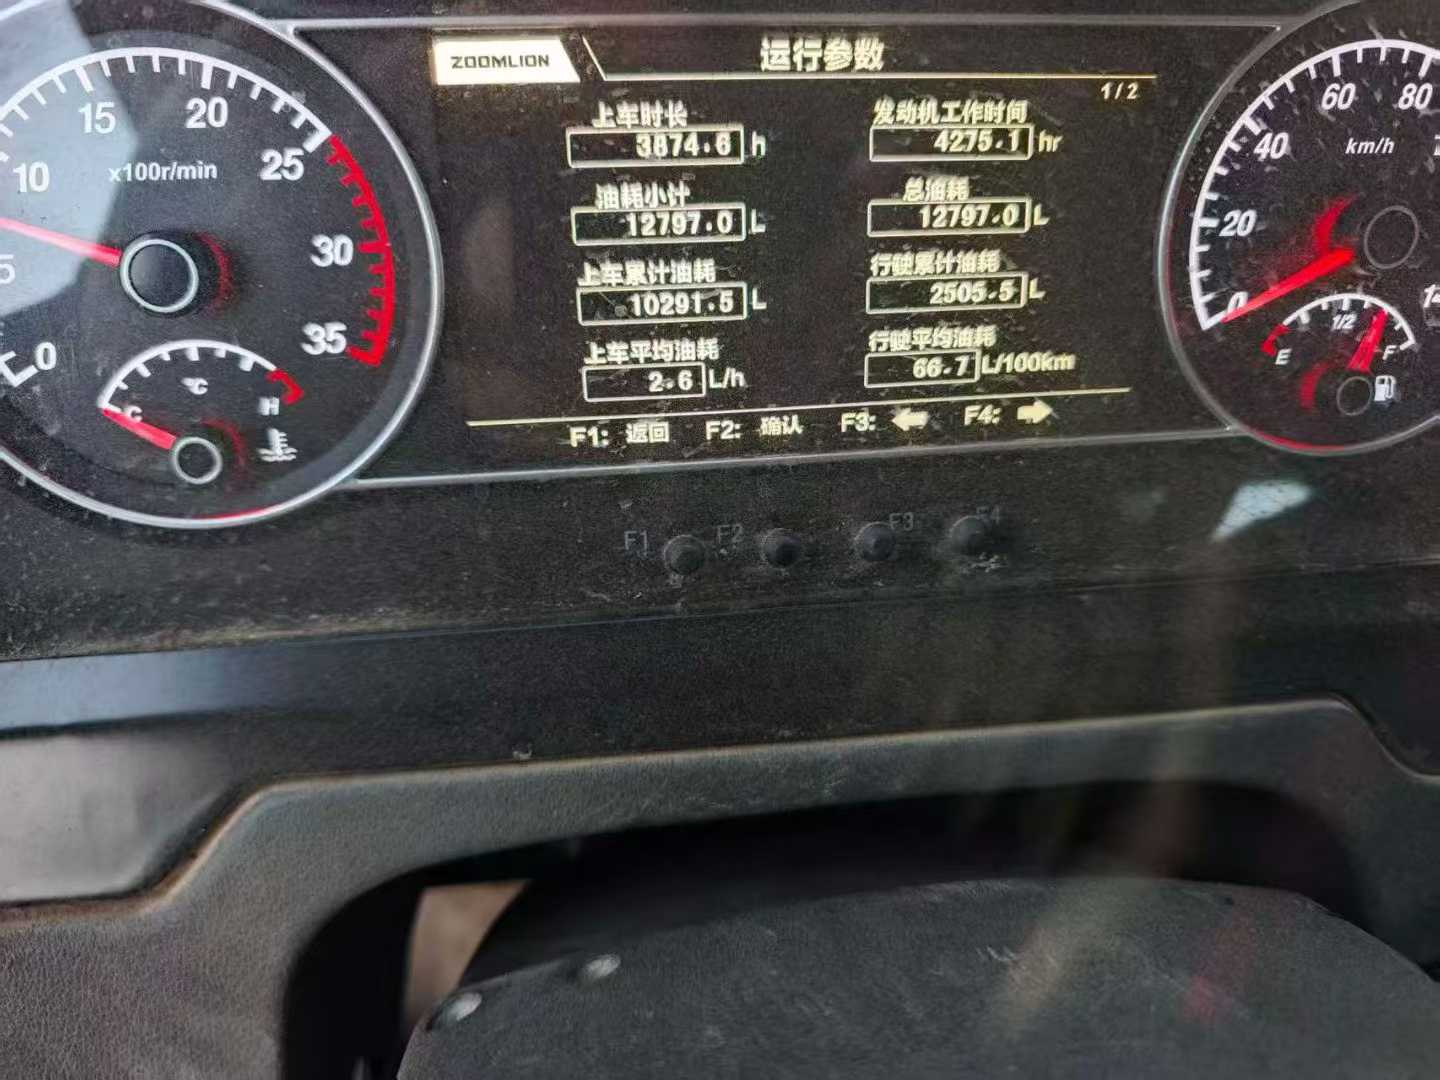 ZOOMLION 运行参数
1/2
上车时长 发动机工作时间
3874.6 h 4275.1 hr
油耗小计 总油耗
12797.0 L 12797.0 L
上车累计油耗 行驶累计油耗
10291.5 L 2505.5 L
上车平均油耗 行驶平均油耗
2.6 L/h 66.7 L/100km
F1: 返回 F2: 确认 F3: F4:
F1 F2 F3 F4
0 5 10 15 20 25 30 35
x100r/min
C °C H
0 20 40 60 80
km/h
E 1/2 F